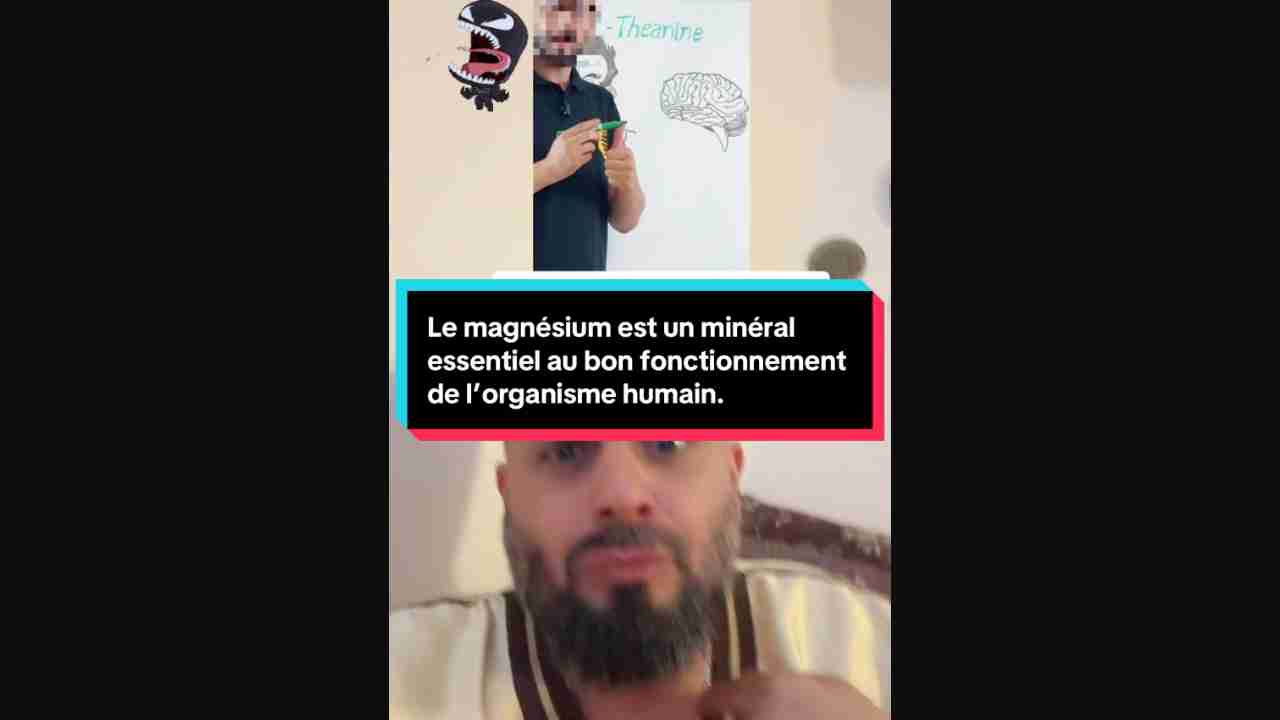 -Theanine
Le magnésium est un minéral
essentiel au bon fonctionnement
de l’organisme humain.